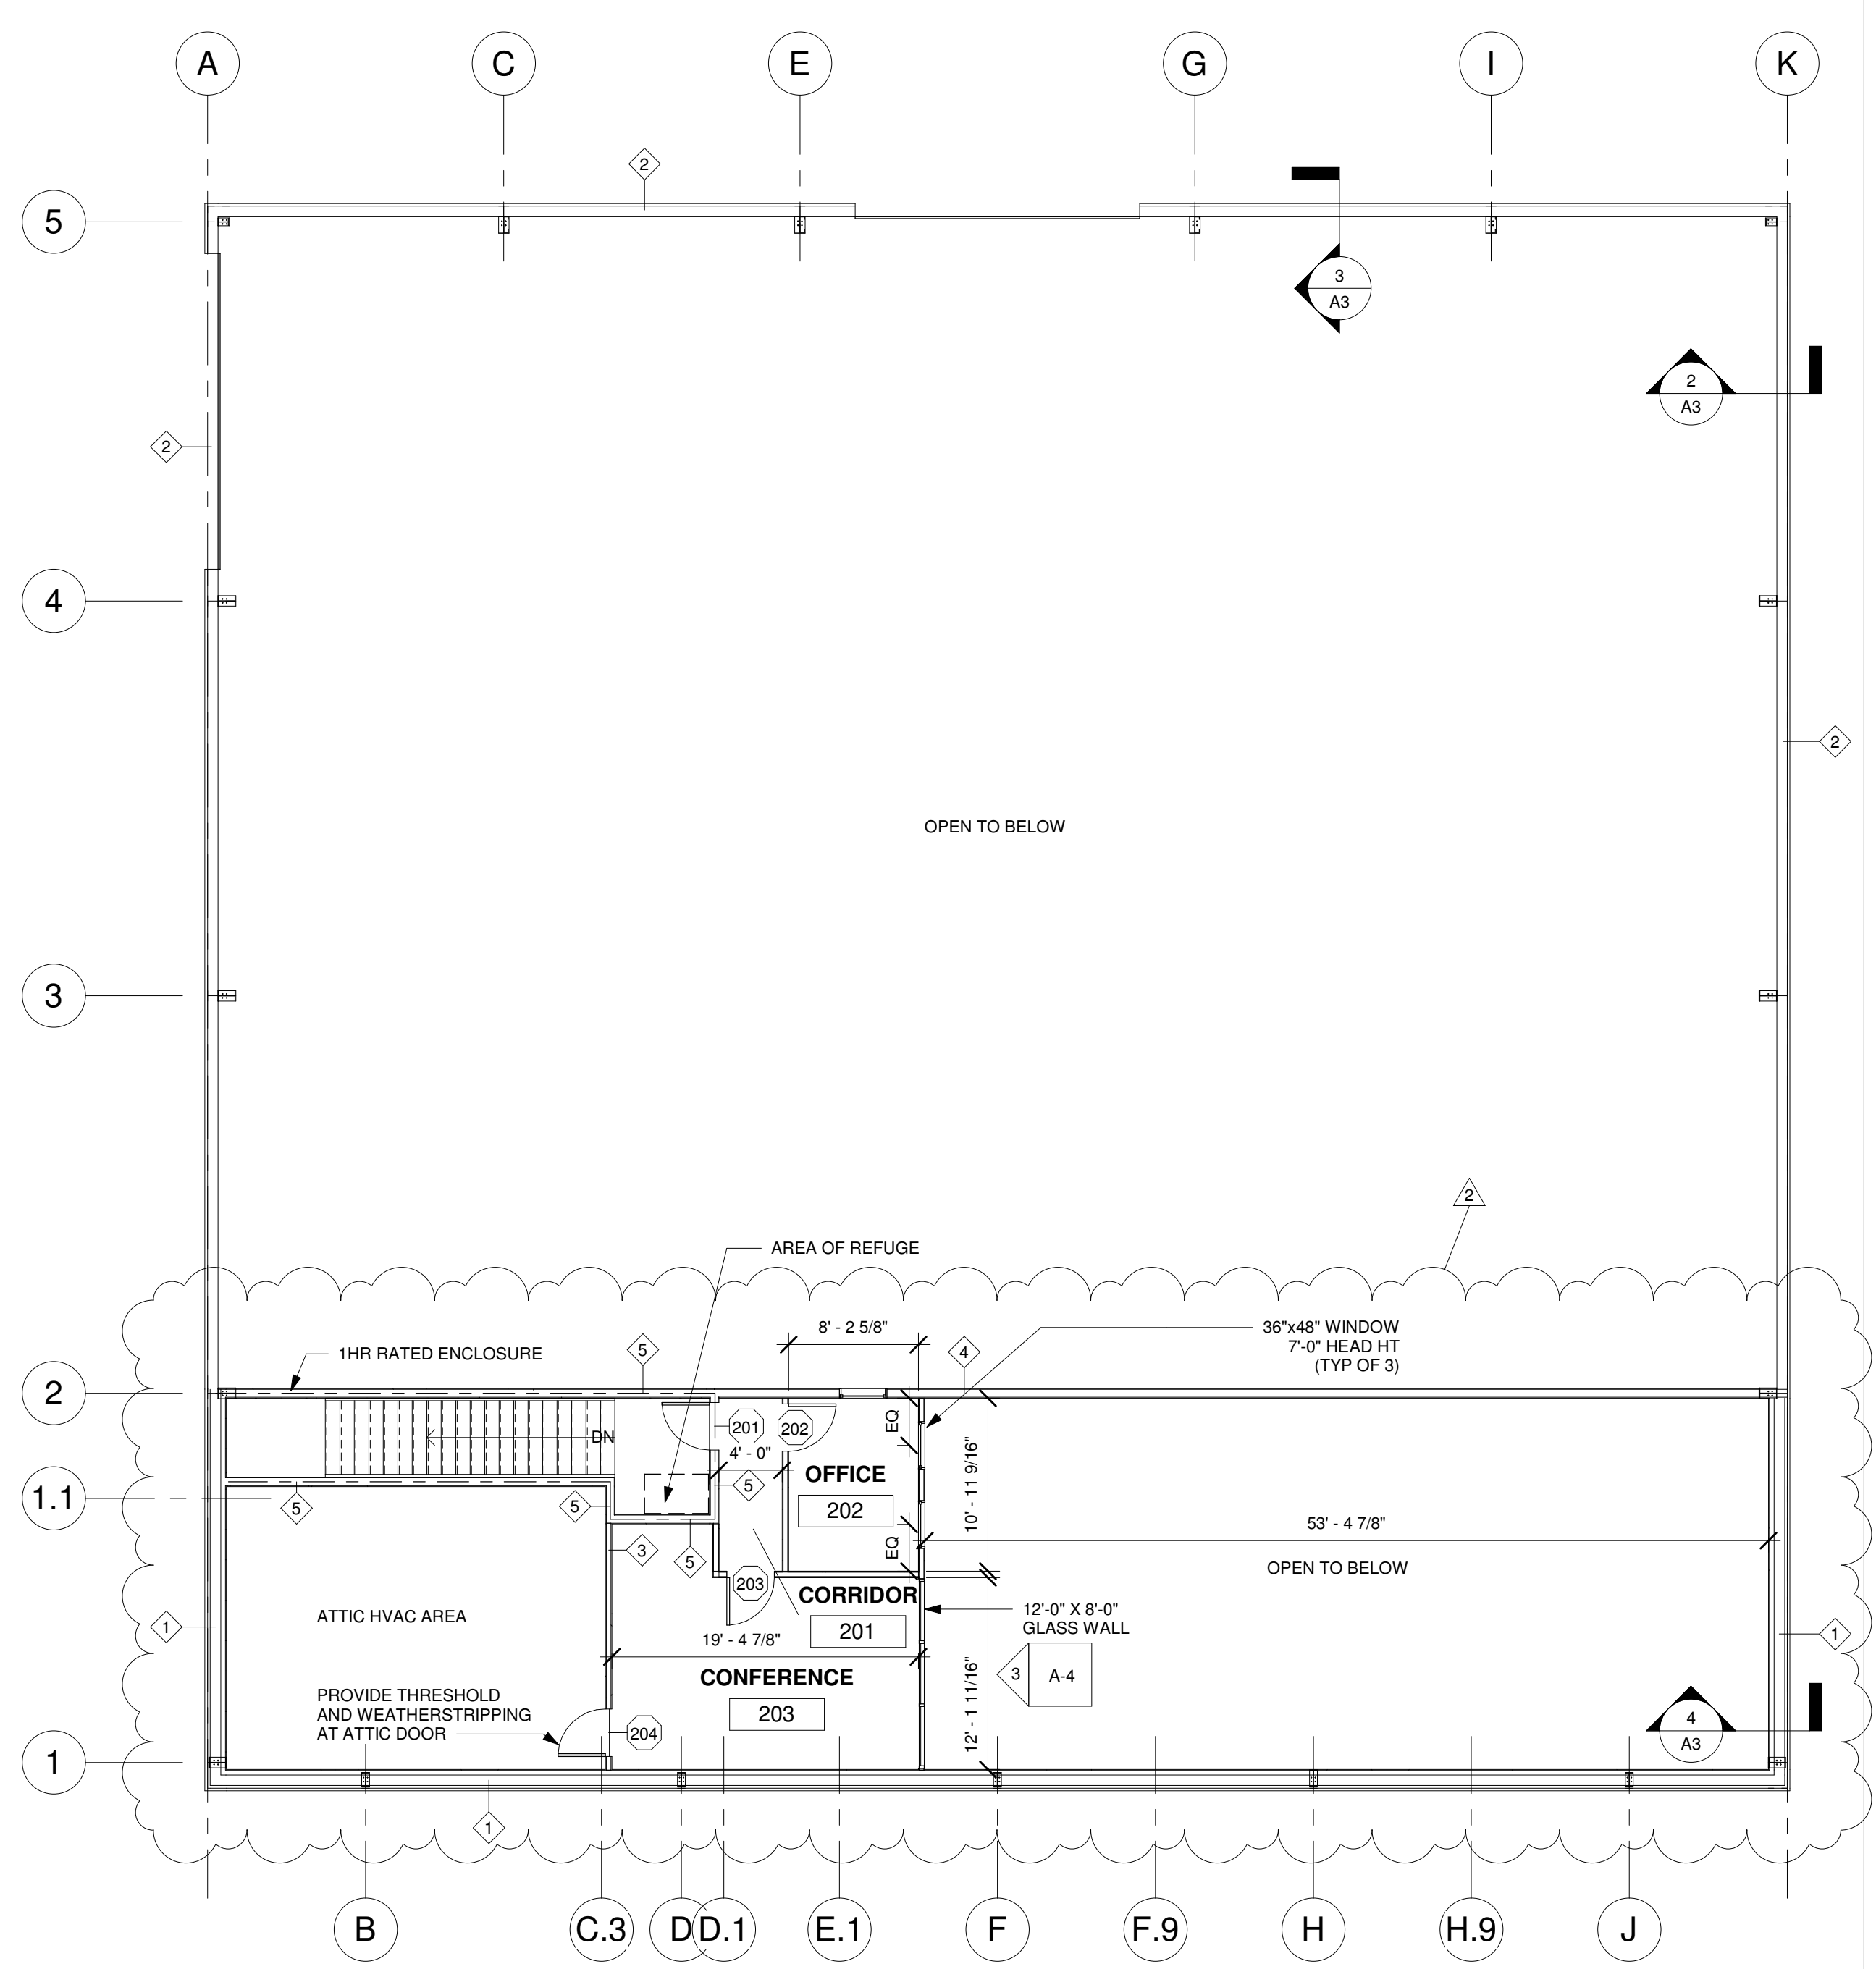 A
C
E
G
I
K
2
5
3
A3
2
A3
2
4
2
OPEN TO BELOW
3
2
AREA OF REFUGE
8' - 2 5/8"
36"x48" WINDOW
7'-0" HEAD HT
(TYP OF 3)
1HR RATED ENCLOSURE
5
4
2
DN
201
202
EQ
4' - 0"
OFFICE
202
5
10' - 11 9/16"
1.1
5
5
53' - 4 7/8"
EQ
3
5
OPEN TO BELOW
203
CORRIDOR
201
12'-0" X 8'-0"
GLASS WALL
ATTIC HVAC AREA
1
1
19' - 4 7/8"
CONFERENCE
203
3
A-4
12' - 1 11/16"
PROVIDE THRESHOLD
AND WEATHERSTRIPPING
AT ATTIC DOOR
204
4
A3
1
1
B
C.3
D
D.1
E.1
F
F.9
H
H.9
J